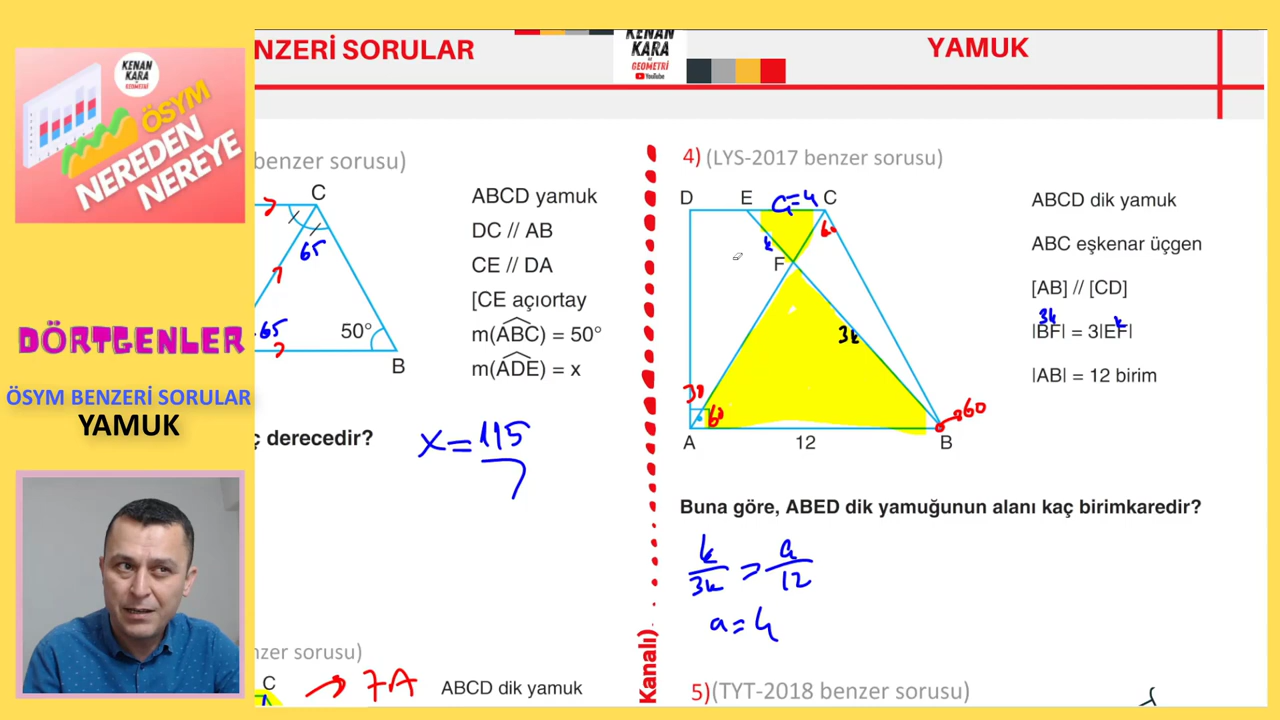 NZERİ SORULAR
KENAN
KARA
ile
GEOMETRİ
YouTube
YAMUK
KENAN
KARA
ile
GEOMETRİ
ÖSYM
NEREDEN
NEREYE
DÖRTGENLER
ÖSYM BENZERİ SORULAR
YAMUK
benzer sorusu)
C
65
65
50°
B
ABCD yamuk
DC // AB
CE // DA
[CE açıortay
m(ABC) = 50°
m(ADE) = x
ç derecedir?
x = 115
nzer sorusu)
C
7A
ABCD dik yamuk
Kanalı)
4) (LYS-2017 benzer sorusu)
D
E
a=4
C
60
k
F
3k
30
60
60
A
12
B
ABCD dik yamuk
ABC eşkenar üçgen
[AB] // [CD]
3k
k
|BF| = 3|EF|
|AB| = 12 birim
Buna göre, ABED dik yamuğunun alanı kaç birimkaredir?
k/3k = a/12
a = 4
5) (TYT-2018 benzer sorusu)